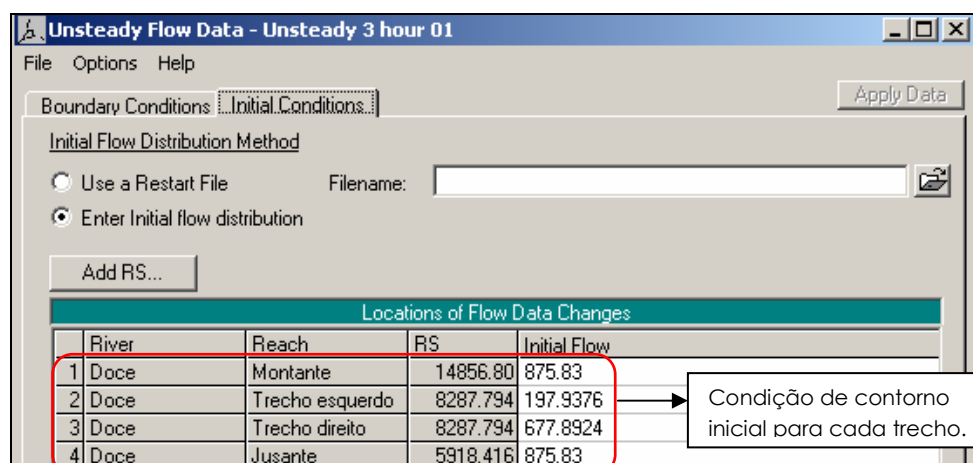 Unsteady Flow Data - Unsteady 3 hour 01
File Options Help
Boundary Conditions Initial Conditions Apply Data
Initial Flow Distribution Method
Use a Restart File Filename:
Enter Initial flow distribution
Add RS...
Locations of Flow Data Changes
River Reach RS Initial Flow
1 Doce Montante 14856.80 875.83
2 Doce Trecho esquerdo 8287.794 197.9376
3 Doce Trecho direito 8287.794 677.8924
4 Doce Jusante 5918.416 875.83
Condição de contorno
inicial para cada trecho.